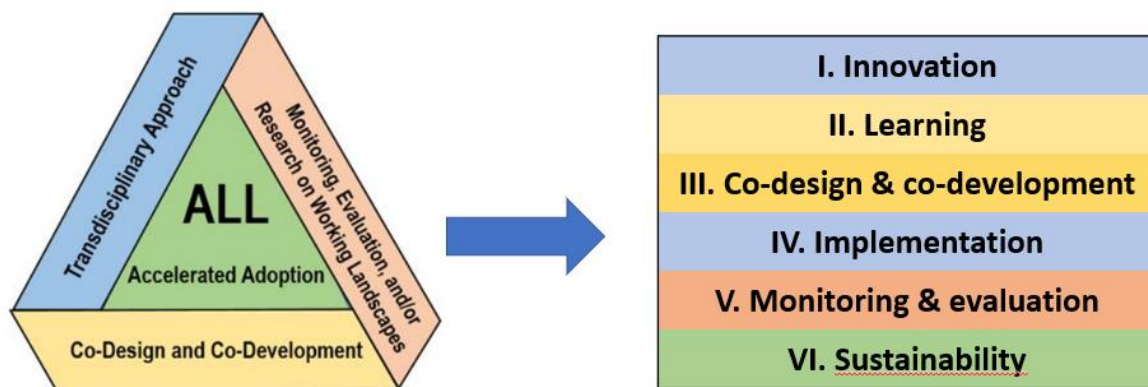 Transdisciplinary Approach
Monitoring, Evaluation, and/or
Research on Working Landscapes
ALL
Accelerated Adoption
Co-Design and Co-Development
I. Innovation
II. Learning
III. Co-design & co-development
IV. Implementation
V. Monitoring & evaluation
VI. Sustainability